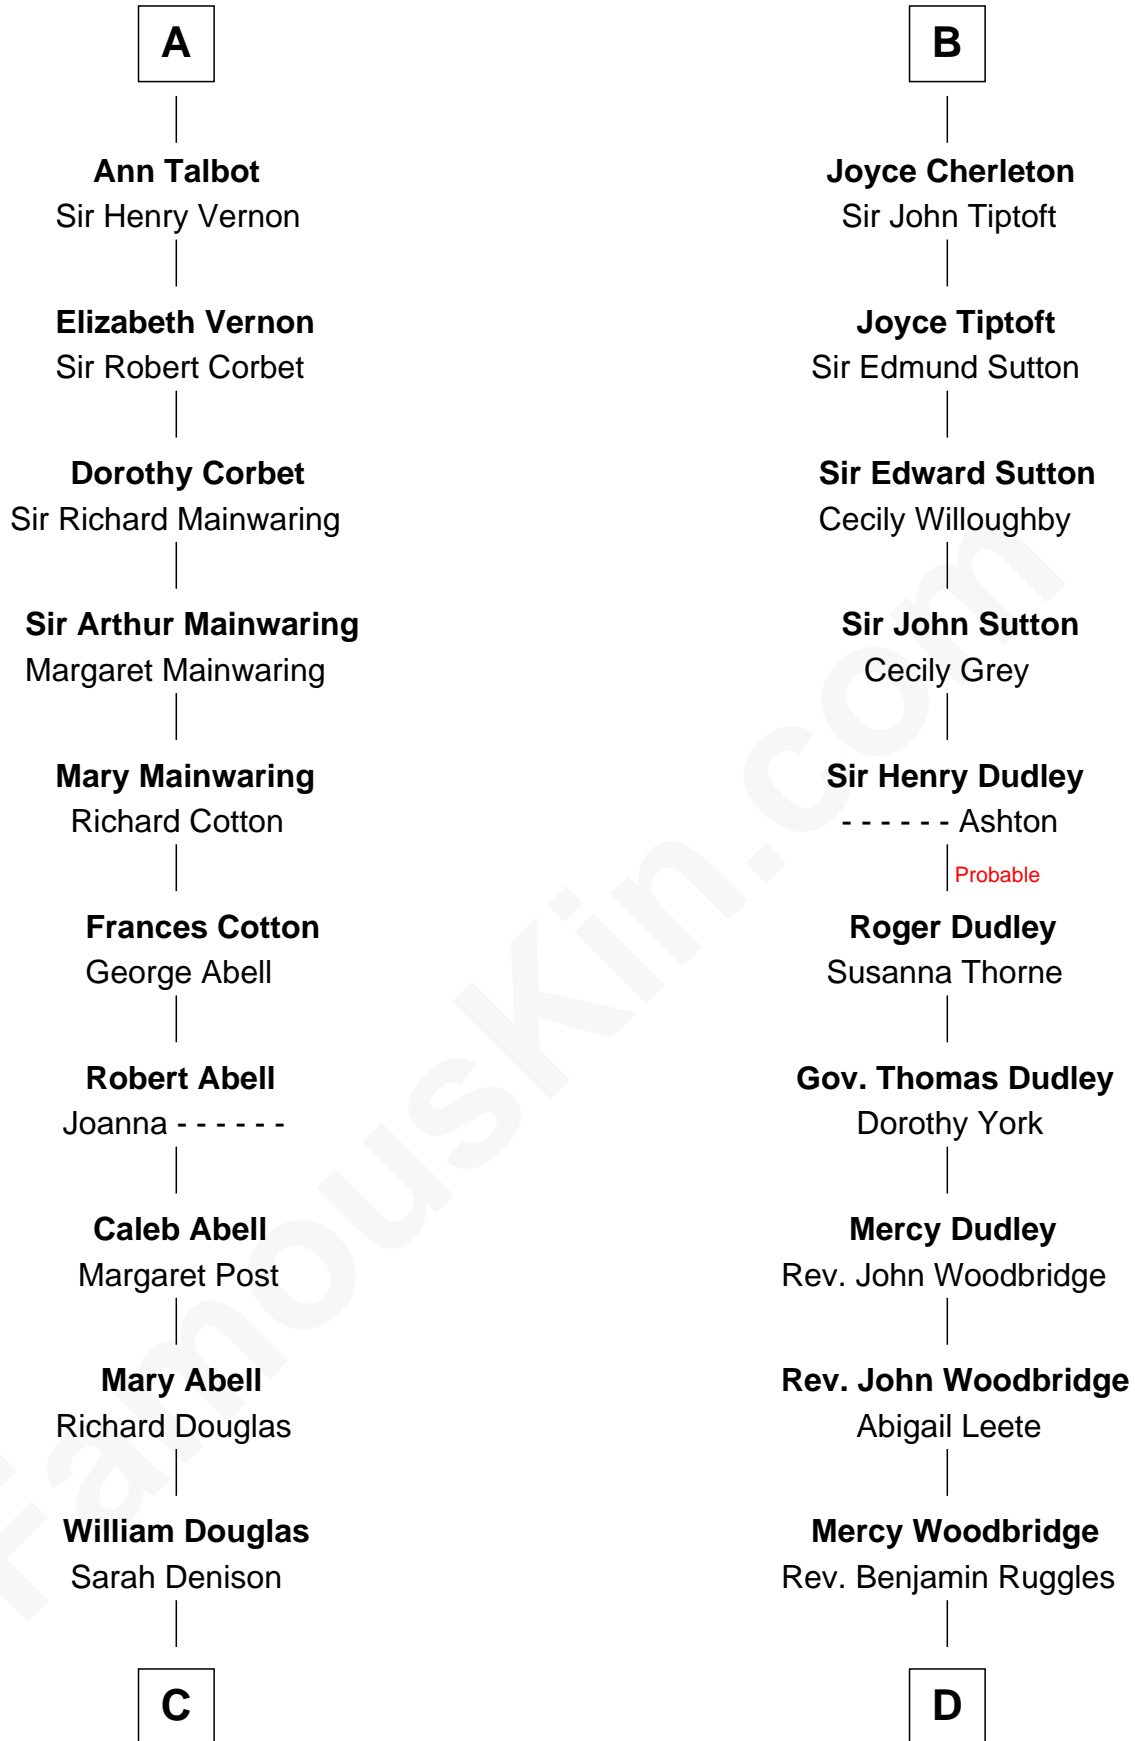 A
Ann Talbot
Sir Henry Vernon
Elizabeth Vernon
Sir Robert Corbet
Dorothy Corbet
Sir Richard Mainwaring
Sir Arthur Mainwaring
Margaret Mainwaring
Mary Mainwaring
Richard Cotton
Frances Cotton
George Abell
Robert Abell
Joanna - - - - - -
Caleb Abell
Margaret Post
Mary Abell
Richard Douglas
William Douglas
Sarah Denison
C
B
Joyce Cherleton
Sir John Tiptoft
Joyce Tiptoft
Sir Edmund Sutton
Sir Edward Sutton
Cecily Willoughby
Sir John Sutton
Cecily Grey
Sir Henry Dudley
- - - - - - Ashton
Probable
Roger Dudley
Susanna Thorne
Gov. Thomas Dudley
Dorothy York
Mercy Dudley
Rev. John Woodbridge
Rev. John Woodbridge
Abigail Leete
Mercy Woodbridge
Rev. Benjamin Ruggles
D
FamousKin.com